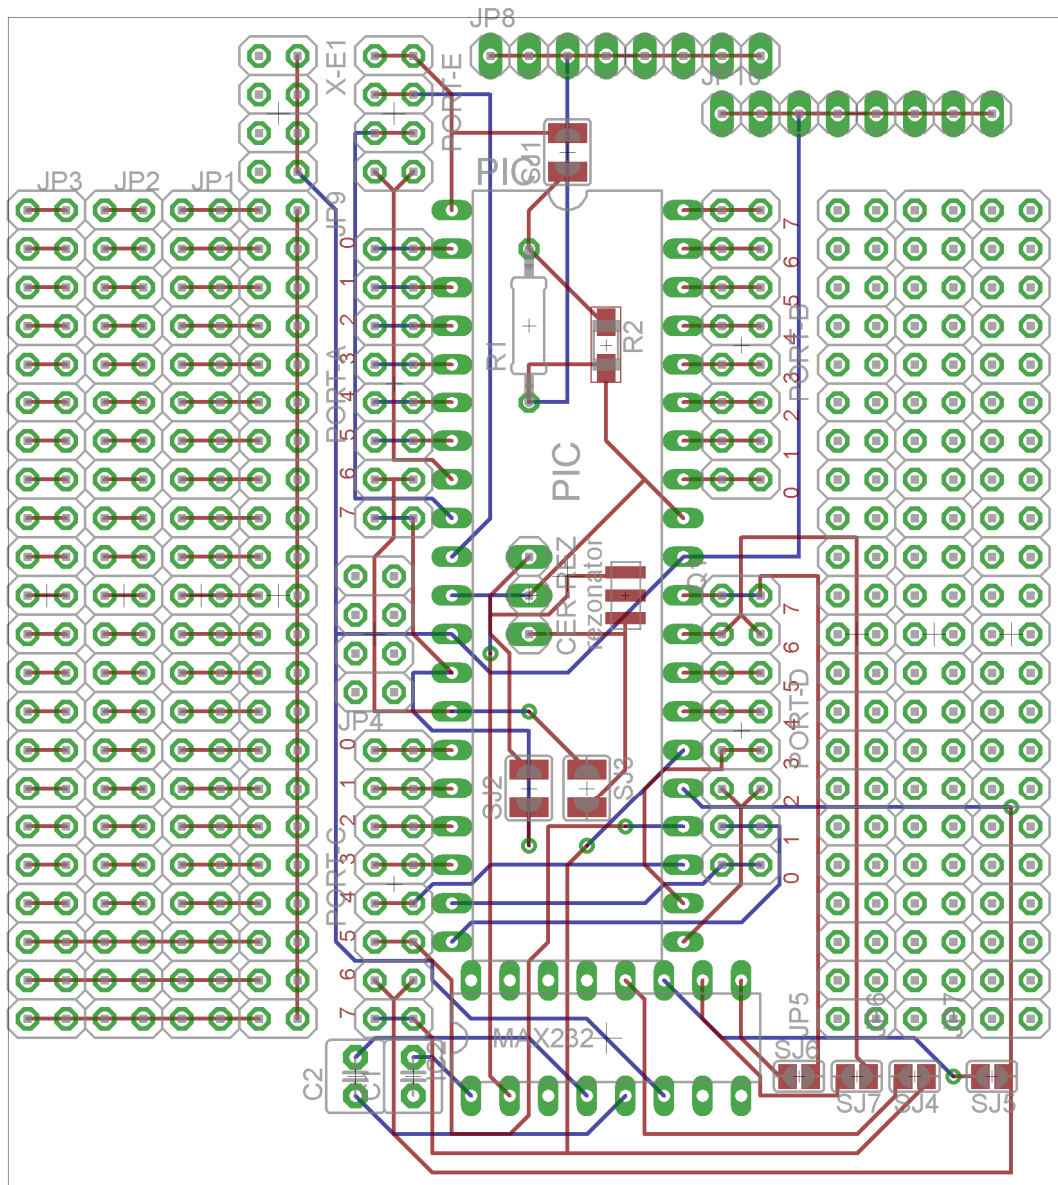 JP8
X-E1
PORT-E
JP10
SJ1
PIC
JP3
JP2
JP1
JP9
0
1
2
3
4
5
6
7
PORT-A
R1
R2
7
6
5
4
3
2
1
0
PORT-B
PIC
CER-REZ
rezonator
Q1
7
6
5
4
3
2
1
0
PORT-D
JP4
0
1
2
3
4
5
6
7
PORT-C
SJ2
SJ3
MAX232
C2
JP5
SJ6
SJ7
SJ4
SJ5